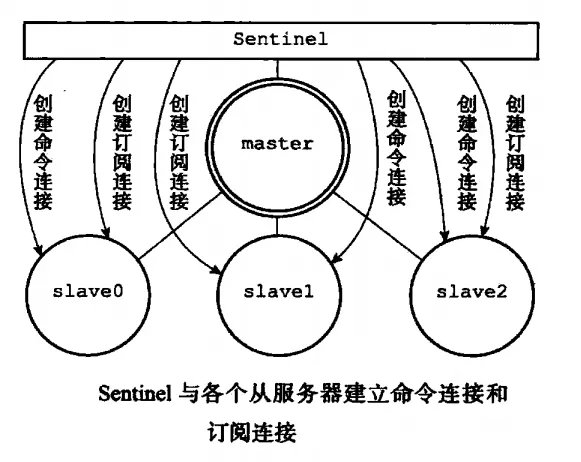 Sentinel
创建命令连接
创建订阅连接
创建订阅连接
创建命令连接
创建命令连接
创建订阅连接
master
slave0
slave1
slave2
Sentinel 与各个从服务器建立命令连接和
订阅连接